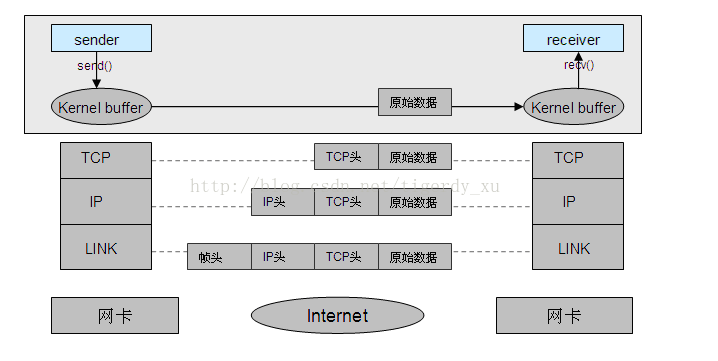 sender
receiver
send()
recv()
Kernel buffer
原始数据
Kernel buffer
TCP
TCP头
原始数据
TCP
http://blog.csdn.net/tigerdy_xu
IP
IP头
TCP头
原始数据
IP
LINK
帧头
IP头
TCP头
原始数据
LINK
网卡
Internet
网卡